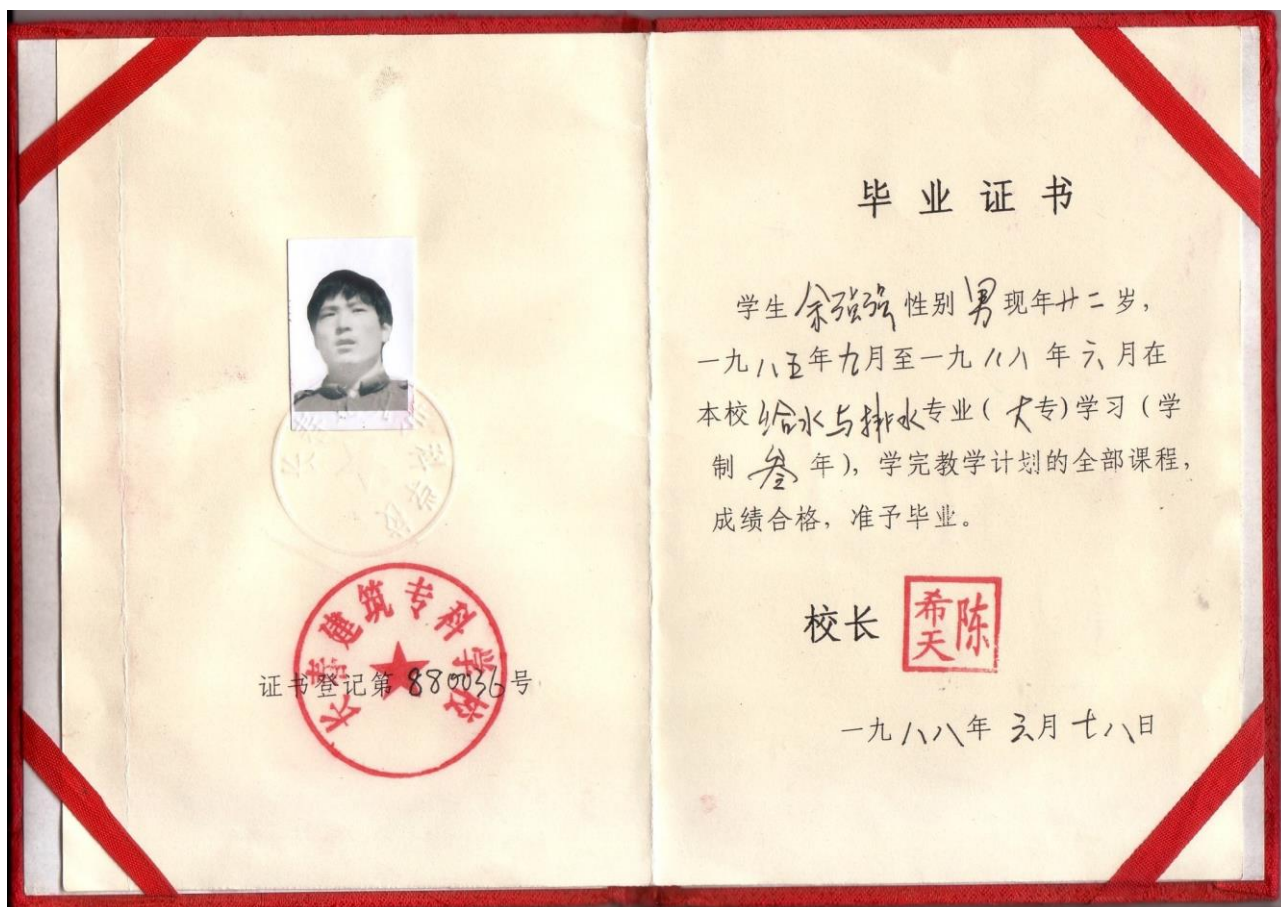 长春建筑专科学校
证书登记第880036号
毕业证书
学生余强强性别男现年廿二岁，
一九八五年九月至一九八八年六月在
本校给水与排水专业（大专）学习（学
制叁年），学完教学计划的全部课程，
成绩合格，准予毕业。
校长 陈希天
一九八八年六月十八日